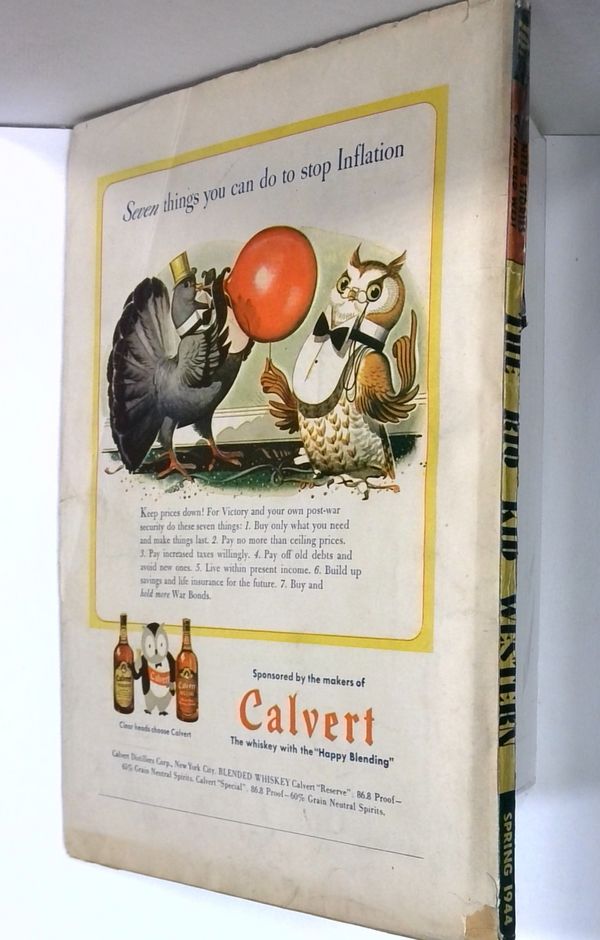 Seven things you can do to stop Inflation
Keep prices down! For Victory and your own post-war
security do these seven things: 1. Buy only what you need
and make things last. 2. Pay no more than ceiling prices.
3. Pay increased taxes willingly. 4. Pay off old debts and
avoid new ones. 5. Live within present income. 6. Build up
savings and life insurance for the future. 7. Buy and
hold more War Bonds.
Calvert
Calvert
Clear heads choose Calvert
Sponsored by the makers of
Calvert
The whiskey with the "Happy Blending"
Calvert Distillers Corp., New York City. BLENDED WHISKEY Calvert "Reserve": 86.8 Proof—
65% Grain Neutral Spirits. Calvert "Special": 86.8 Proof—60% Grain Neutral Spirits.
THE RIO KID WESTERN
SPRING 1944